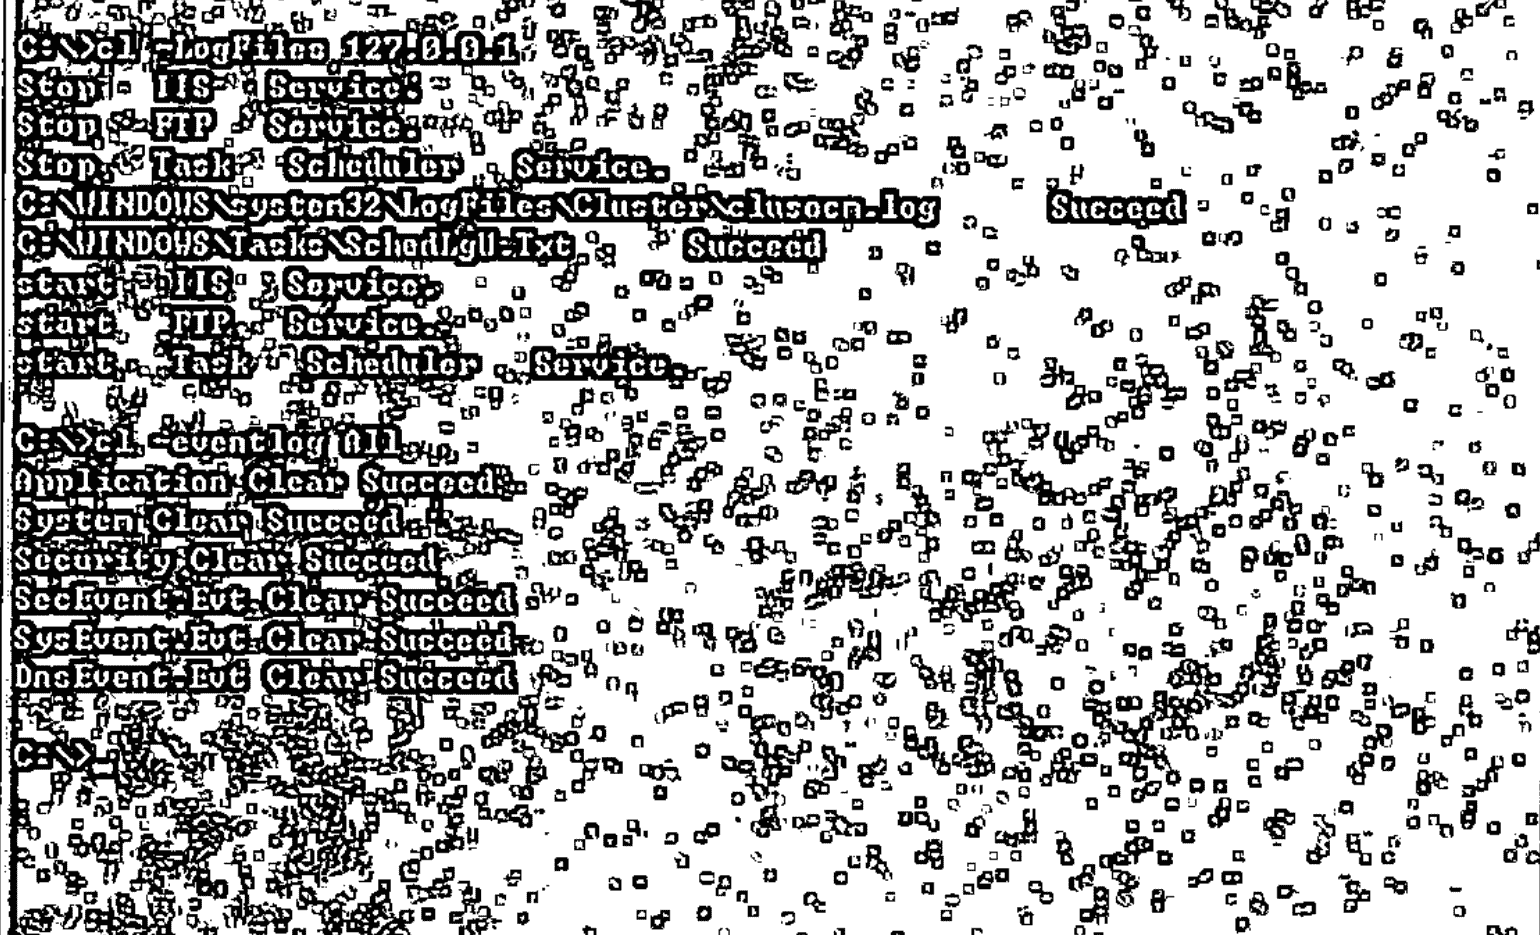 C:\>cl -LogFiles 127.0.0.1
Stop IIS Service.
Stop FTP Service.
Stop Task Scheduler Service.
C:\WINDOWS\system32\LogFiles\Cluster\clusocm.log Succeed
C:\WINDOWS\Tasks\SchedLgU.Txt Succeed
start IIS Service.
start FTP Service.
start Task Scheduler Service.
C:\>cl -eventlog All
Application Clear Succeed
System Clear Succeed
Security Clear Succeed
SecEvent.Evt Clear Succeed
SysEvent.Evt Clear Succeed
DnsEvent.Evt Clear Succeed
C:\>_